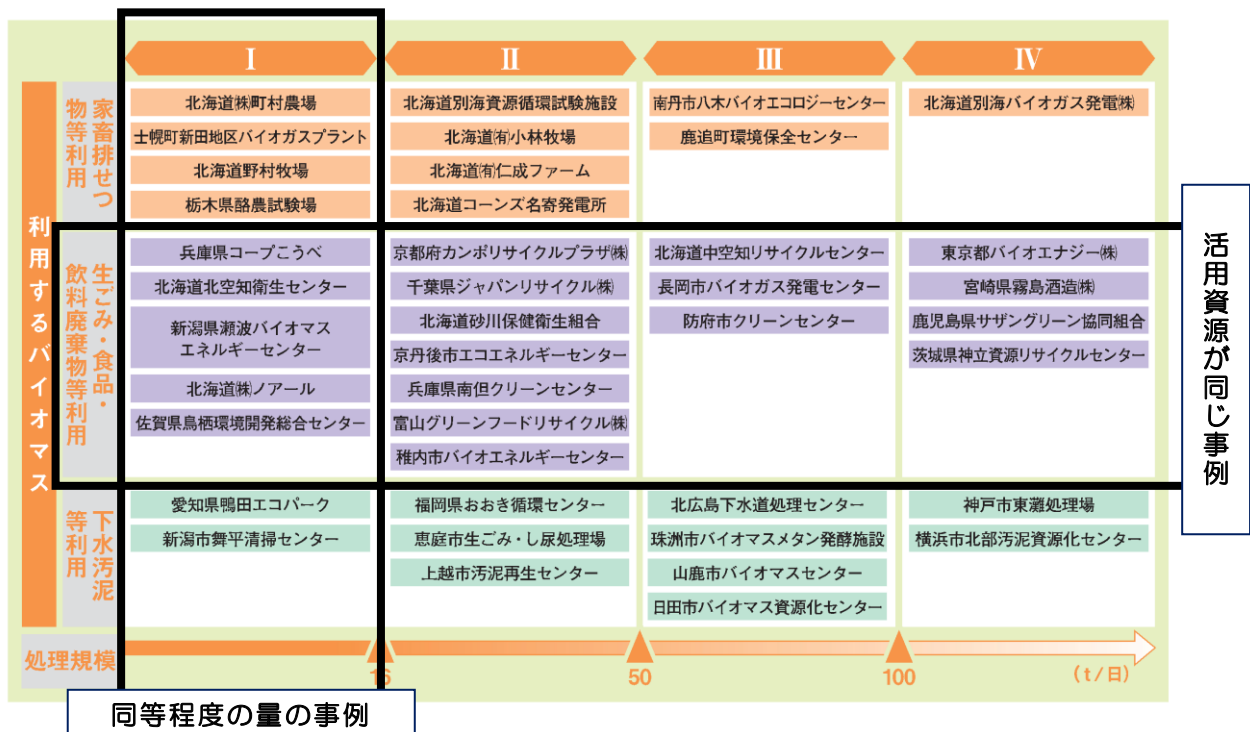 I
II
III
IV
利用するバイオマス
家畜排せつ
物等利用
北海道㈱町村農場
士幌町新田地区バイオガスプラント
北海道野村牧場
栃木県酪農試験場
北海道別海資源循環試験施設
北海道㈲小林牧場
北海道㈲仁成ファーム
北海道コーンズ名寄発電所
南丹市八木バイオエコロジーセンター
鹿追町環境保全センター
北海道別海バイオガス発電㈱
生ごみ・食品・
飲料廃棄物等利用
兵庫県コープこうべ
北海道北空知衛生センター
新潟県瀬波バイオマス
エネルギーセンター
北海道㈱ノアール
佐賀県鳥栖環境開発総合センター
京都府カンポリサイクルプラザ㈱
千葉県ジャパンリサイクル㈱
北海道砂川保健衛生組合
京丹後市エコエネルギーセンター
兵庫県南但クリーンセンター
富山グリーンフードリサイクル㈱
稚内市バイオエネルギーセンター
北海道中空知リサイクルセンター
長岡市バイオガス発電センター
防府市クリーンセンター
東京都バイオエナジー㈱
宮崎県霧島酒造㈱
鹿児島県サザングリーン協同組合
茨城県神立資源リサイクルセンター
活用資源が同じ事例
下水汚泥
等利用
愛知県鴨田エコパーク
新潟市舞平清掃センター
福岡県おおき循環センター
恵庭市生ごみ・し尿処理場
上越市汚泥再生センター
北広島下水道処理センター
珠洲市バイオマスメタン発酵施設
山鹿市バイオマスセンター
日田市バイオマス資源化センター
神戸市東灘処理場
横浜市北部汚泥資源化センター
処理規模
16
50
100
(t/日)
同等程度の量の事例